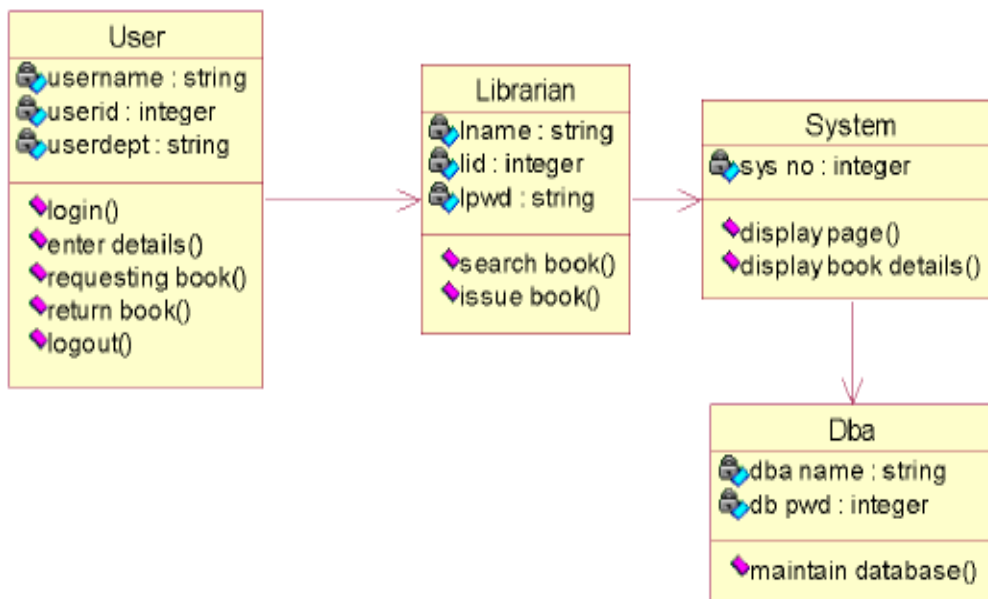 User
username : string
userid : integer
userdept : string
login()
enter details()
requesting book()
return book()
logout()
Librarian
lname : string
lid : integer
lpwd : string
search book()
issue book()
System
sys no : integer
display page()
display book details()
Dba
dba name : string
db pwd : integer
maintain database()